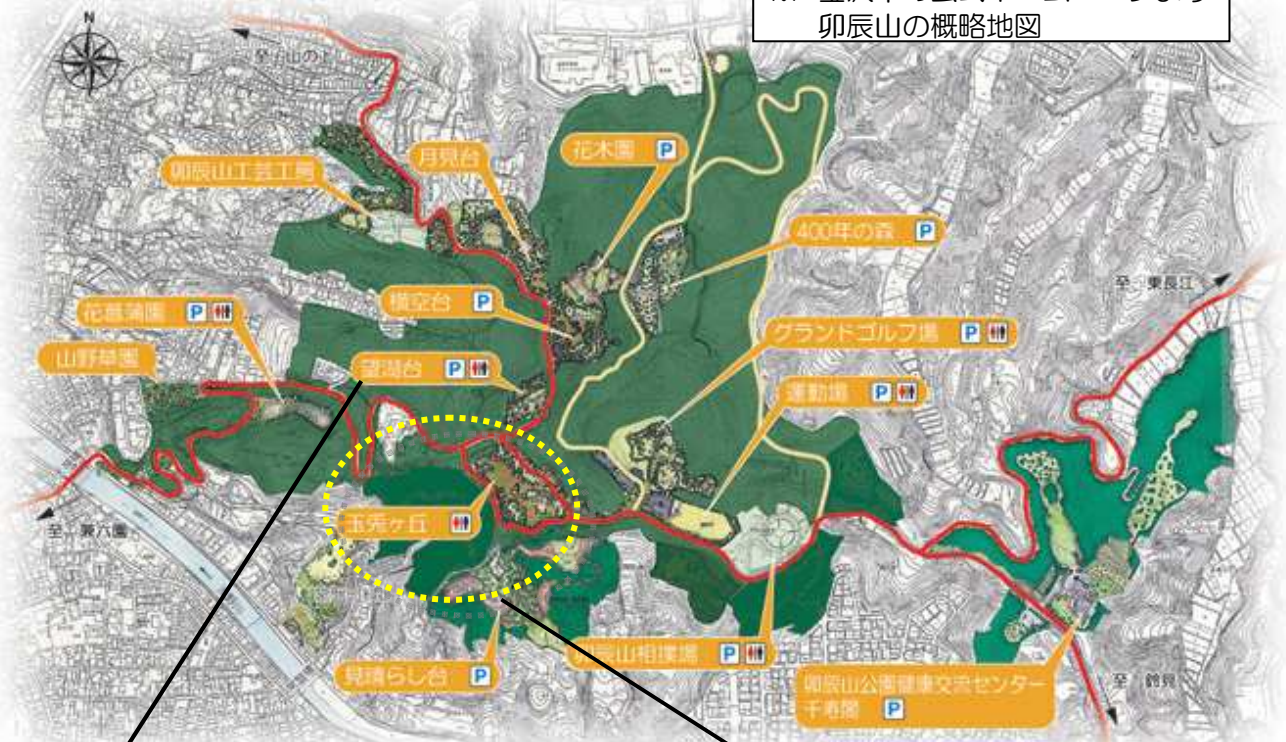 卯辰山の概略地図
N
至 山の上
卯辰山工芸工房
月見台
花木園 P
400年の森 P
至 東長江
花菖蒲園 P
横空台 P
グランドゴルフ場 P
山野草園
望湖台 P
運動場 P
玉兎ヶ丘
至 兼六園
見晴らし台 P
卯辰山相撲場 P
卯辰山公園健康交流センター
千寿閣 P
至 鈴見